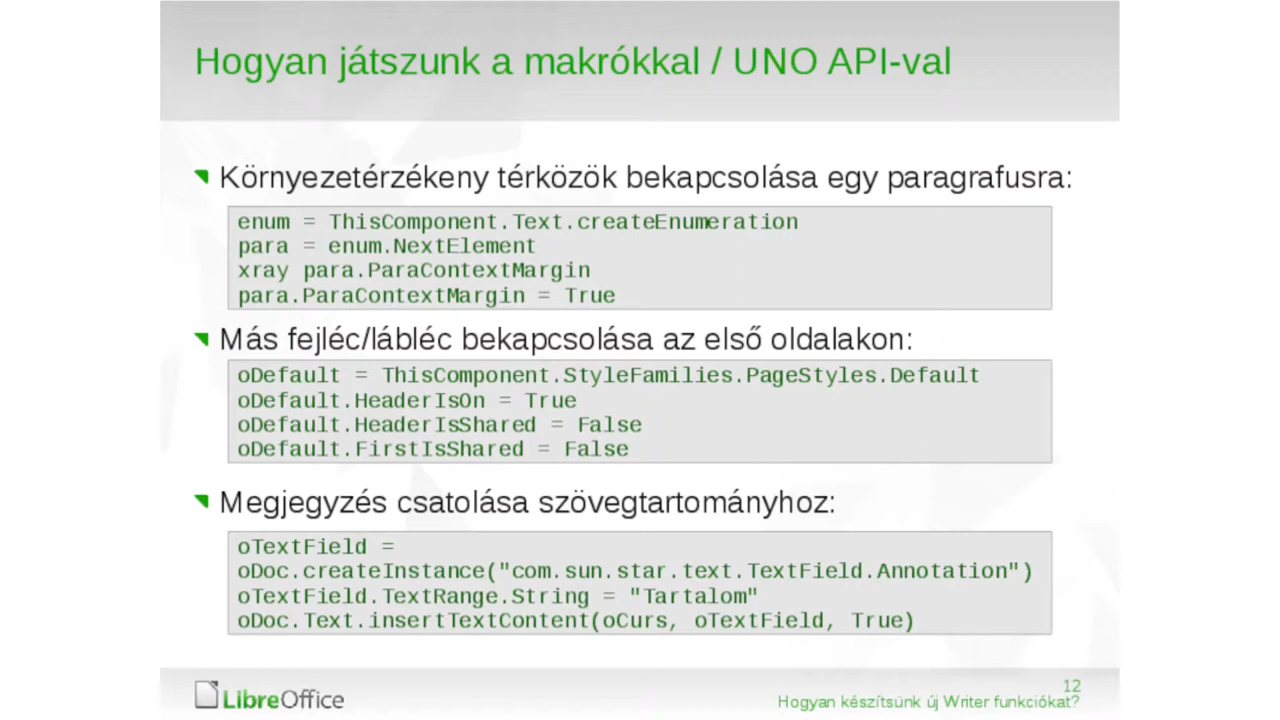 Hogyan játszunk a makrókkal / UNO API-val
Környezetérzékeny térközök bekapcsolása egy paragrafusra:
enum = ThisComponent.Text.createEnumeration
para = enum.NextElement
xray para.ParaContextMargin
para.ParaContextMargin = True
Más fejléc/lábléc bekapcsolása az első oldalakon:
oDefault = ThisComponent.StyleFamilies.PageStyles.Default
oDefault.HeaderIsOn = True
oDefault.HeaderIsShared = False
oDefault.FirstIsShared = False
Megjegyzés csatolása szövegtartományhoz:
oTextField =
oDoc.createInstance("com.sun.star.text.TextField.Annotation")
oTextField.TextRange.String = "Tartalom"
oDoc.Text.insertTextContent(oCurs, oTextField, True)
LibreOffice
12
Hogyan készítsünk új Writer funkciókat?